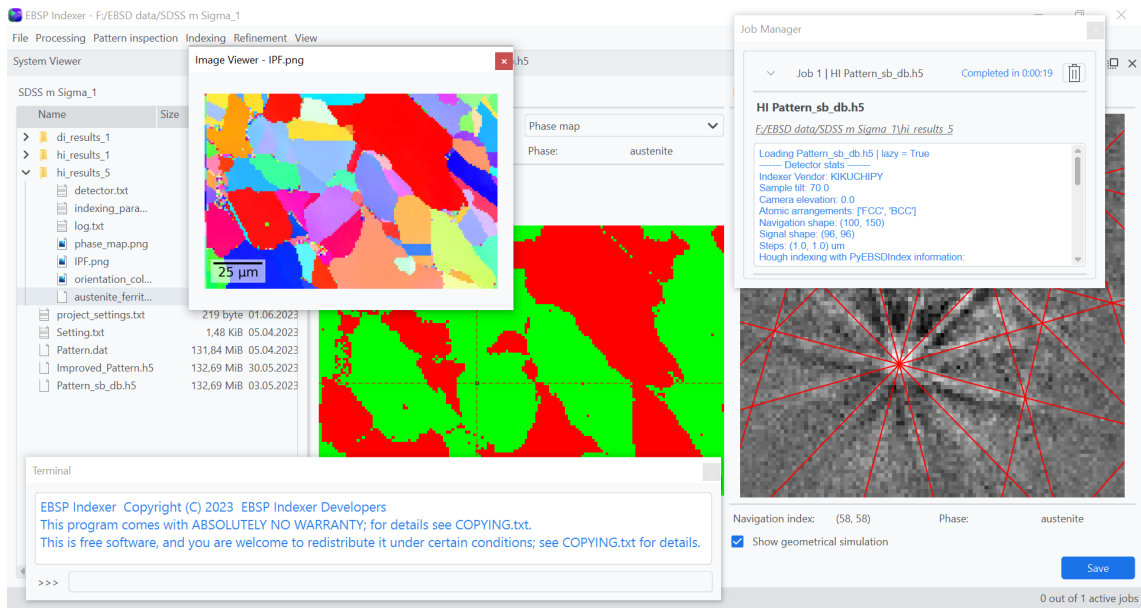 EBSP Indexer - F:/EBSD data/SDSS m Sigma_1
File Processing Pattern inspection Indexing Refinement View
System Viewer
.h5
SDSS m Sigma_1
Name Size
di_results_1
hi_results_1
hi_results_5
detector.txt
indexing_para...
log.txt
phase_map.png
IPF.png
orientation_col...
austenite_ferrit...
project_settings.txt 219 byte 01.06.2023
Setting.txt 1,48 KiB 05.04.2023
Pattern.dat 131,84 MiB 05.04.2023
Improved_Pattern.h5 132,69 MiB 30.05.2023
Pattern_sb_db.h5 132,69 MiB 03.05.2023
Image Viewer - IPF.png
25 μm
Phase map
Phase: austenite
Job Manager
Job 1 | HI Pattern_sb_db.h5 Completed in 0:00:19
HI Pattern_sb_db.h5
F:/EBSD data/SDSS m Sigma_1\hi_results_5
Loading Pattern_sb_db.h5 | lazy = True
------- Detector stats -------
Indexer Vendor: KIKUCHIPY
Sample tilt: 70.0
Camera elevation: 0.0
Atomic arrangements: ['FCC', 'BCC']
Navigation shape: (100, 150)
Signal shape: (96, 96)
Steps: (1.0, 1.0) um
Hough indexing with PyEBSDIndex information:
Terminal
EBSP Indexer Copyright (C) 2023 EBSP Indexer Developers
This program comes with ABSOLUTELY NO WARRANTY; for details see COPYING.txt.
This is free software, and you are welcome to redistribute it under certain conditions; see COPYING.txt for details.
>>>
Navigation index: (58, 58) Phase: austenite
Show geometrical simulation
Save
0 out of 1 active jobs